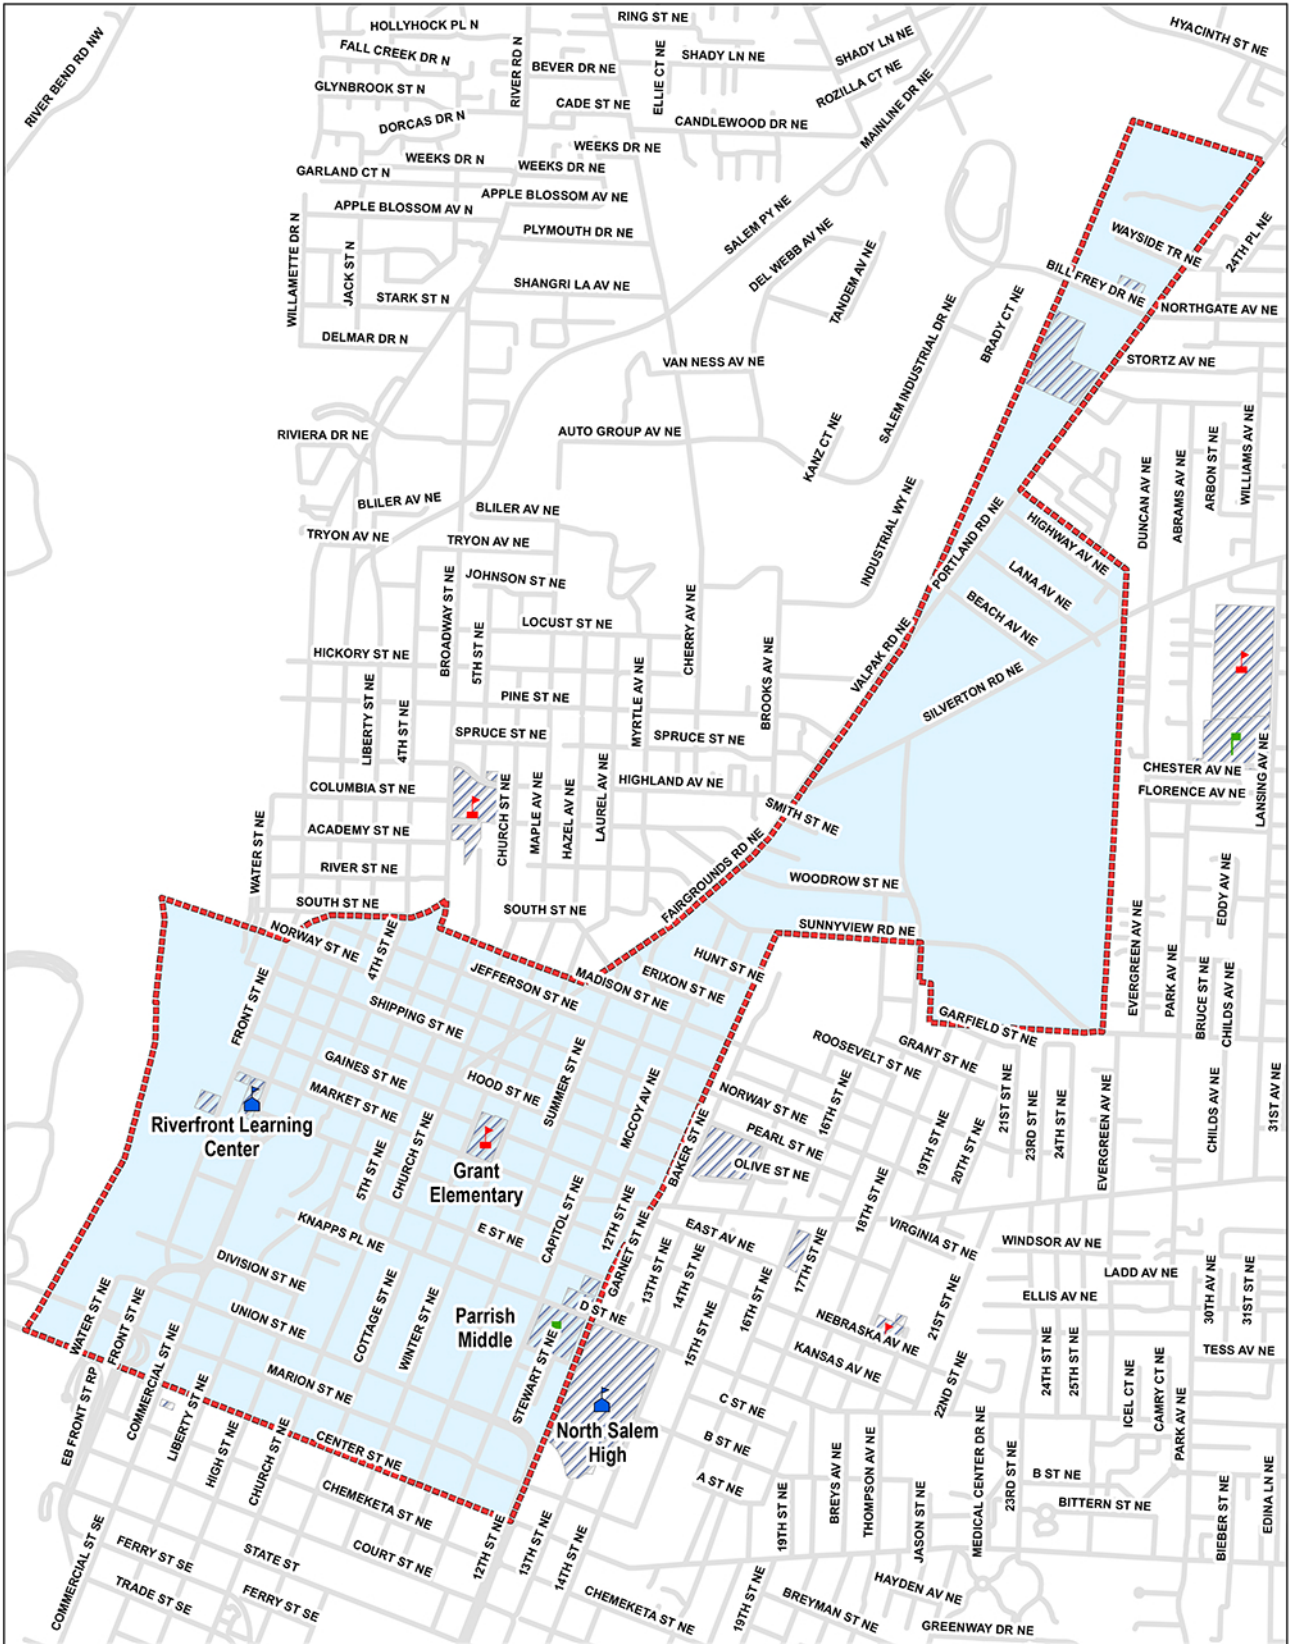 HOLLYHOCK PL N
RING ST NE
HYACINTH ST NE
RIVER BEND RD NW
FALL CREEK DR N
RIVER RD N
BEVER DR NE
ELLIE CT NE
SHADY LN NE
SHADY LN NE
ROZILLA CT NE
MAINLINE DR NE
GLYNBROOK ST N
CADE ST NE
DORCAS DR N
CANDLEWOOD DR NE
WEEKS DR N
WEEKS DR NE
WEEKS DR NE
GARLAND CT N
APPLE BLOSSOM AV NE
APPLE BLOSSOM AV N
PLYMOUTH DR NE
SALEM PY NE
DEL WEBB AV NE
WAYSIDE TR NE
24TH PL NE
WILLAMETTE DR N
JACK ST N
STARK ST N
SHANGRI LA AV NE
TANDEM AV NE
BILL FREY DR NE
NORTHGATE AV NE
DELMAR DR N
VAN NESS AV NE
SALEM INDUSTRIAL DR NE
BRADY CT NE
STORTZ AV NE
RIVIERA DR NE
AUTO GROUP AV NE
KANZ CT NE
DUNCAN AV NE
ABRAMS AV NE
ARBON ST NE
WILLIAMS AV NE
BLILER AV NE
BLILER AV NE
TRYON AV NE
TRYON AV NE
INDUSTRIAL WY NE
PORTLAND RD NE
HIGHWAY AV NE
JOHNSON ST NE
LANA AV NE
BEACH AV NE
BROADWAY ST NE
5TH ST NE
LOCUST ST NE
CHERRY AV NE
BROOKS AV NE
VALPAK RD NE
HICKORY ST NE
SILVERTON RD NE
LIBERTY ST NE
4TH ST NE
PINE ST NE
MYRTLE AV NE
SPRUCE ST NE
SPRUCE ST NE
CHESTER AV NE
LANSING AV NE
FLORENCE AV NE
COLUMBIA ST NE
CHURCH ST NE
MAPLE AV NE
HAZEL AV NE
LAUREL AV NE
HIGHLAND AV NE
SMITH ST NE
ACADEMY ST NE
WATER ST NE
RIVER ST NE
FAIRGROUNDS RD NE
WOODROW ST NE
EDDY AV NE
SOUTH ST NE
SOUTH ST NE
SUNNYVIEW RD NE
NORWAY ST NE
4TH ST NE
EVERGREEN AV NE
PARK AV NE
BRUCE ST NE
CHILDS AV NE
JEFFERSON ST NE
MADISON ST NE
ERIXON ST NE
HUNT ST NE
FRONT ST NE
SHIPPING ST NE
GARFIELD ST NE
GAINES ST NE
HOOD ST NE
SUMMER ST NE
MCCOY AV NE
ROOSEVELT ST NE
GRANT ST NE
MARKET ST NE
CHURCH ST NE
5TH ST NE
NORWAY ST NE
16TH ST NE
21ST ST NE
23RD ST NE
24TH ST NE
EVERGREEN AV NE
CHILDS AV NE
31ST AV NE
Riverfront Learning
Center
Grant
Elementary
BAKER ST NE
PEARL ST NE
OLIVE ST NE
19TH ST NE
20TH ST NE
KNAPPS PL NE
E ST NE
CAPITOL ST NE
12TH ST NE
GARNET ST NE
EAST AV NE
18TH ST NE
VIRGINIA ST NE
WINDSOR AV NE
DIVISION ST NE
13TH ST NE
14TH ST NE
17TH ST NE
LADD AV NE
30TH AV NE
31ST ST NE
WATER ST NE
FRONT ST NE
UNION ST NE
COTTAGE ST NE
WINTER ST NE
Parrish
Middle
D ST NE
16TH ST NE
ELLIS AV NE
15TH ST NE
NEBRASKA AV NE
21ST ST NE
TESS AV NE
COMMERCIAL ST NE
KANSAS AV NE
MARION ST NE
STEWART ST NE
22ND ST NE
24TH ST NE
25TH ST NE
ICEL CT NE
CAMRY CT NE
PARK AV NE
EB FRONT ST RP
LIBERTY ST NE
HIGH ST NE
CHURCH ST NE
CENTER ST NE
North Salem
High
C ST NE
B ST NE
A ST NE
B ST NE
BITTERN ST NE
CHEMEKETA ST NE
19TH ST NE
BREYS AV NE
THOMPSON AV NE
JASON ST NE
MEDICAL CENTER DR NE
23RD ST NE
BIEBER ST NE
EDINA LN NE
COMMERCIAL ST SE
FERRY ST SE
STATE ST
COURT ST NE
12TH ST NE
13TH ST NE
14TH ST NE
TRADE ST SE
FERRY ST SE
CHEMEKETA ST NE
19TH ST NE
BREYMAN ST NE
HAYDEN AV NE
GREENWAY DR NE